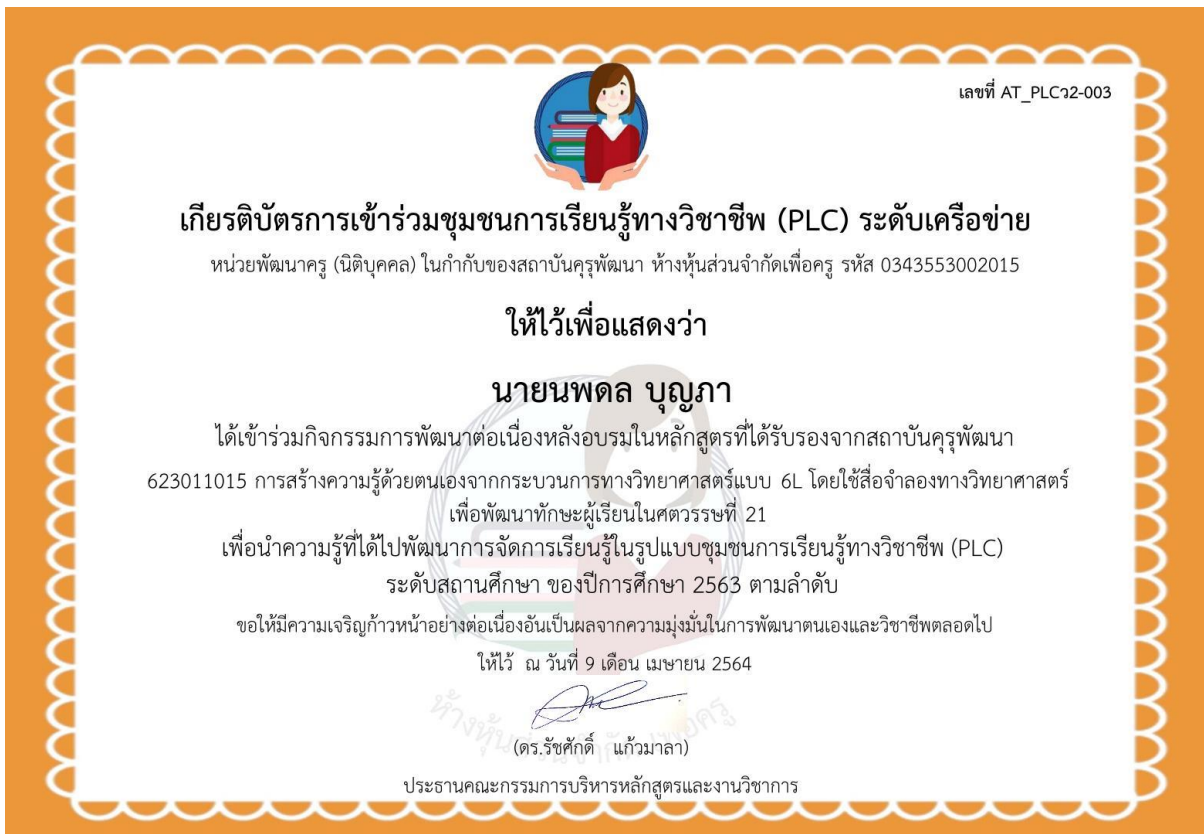 เลขที่ AT_PLCว2-003
เกียรติบัตรการเข้าร่วมชุมชนการเรียนรู้ทางวิชาชีพ (PLC) ระดับเครือข่าย
หน่วยพัฒนาครู (นิติบุคคล) ในกำกับของสถาบันคุรุพัฒนา ห้างหุ้นส่วนจำกัดเพื่อครู รหัส 0343553002015
ให้ไว้เพื่อแสดงว่า
นายนพดล บุญภา
ได้เข้าร่วมกิจกรรมการพัฒนาต่อเนื่องหลังอบรมในหลักสูตรที่ได้รับรองจากสถาบันคุรุพัฒนา
623011015 การสร้างความรู้ด้วยตนเองจากกระบวนการทางวิทยาศาสตร์แบบ 6L โดยใช้สื่อจำลองทางวิทยาศาสตร์
เพื่อพัฒนาทักษะผู้เรียนในศตวรรษที่ 21
เพื่อนำความรู้ที่ได้ไปพัฒนาการจัดการเรียนรู้ในรูปแบบชุมชนการเรียนรู้ทางวิชาชีพ (PLC)
ระดับสถานศึกษา ของปีการศึกษา 2563 ตามลำดับ
ขอให้มีความเจริญก้าวหน้าอย่างต่อเนื่องอันเป็นผลจากความมุ่งมั่นในการพัฒนาตนเองและวิชาชีพตลอดไป
ให้ไว้ ณ วันที่ 9 เดือน เมษายน 2564
ห้างหุ้นส่วนจำกัด เพื่อครู
(ดร.รัชศักดิ์ แก้วมาลา)
ประธานคณะกรรมการบริหารหลักสูตรและงานวิชาการ